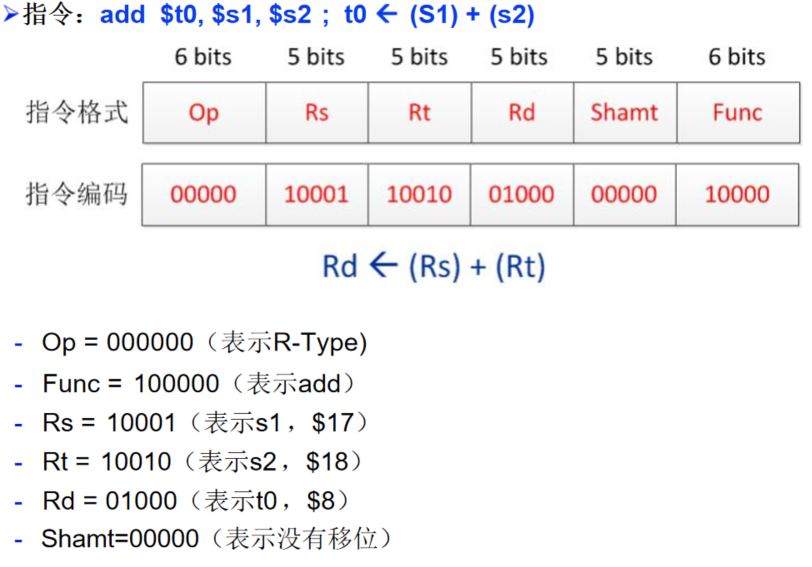 ➢指令：add $t0, $s1, $s2 ; t0 ← (S1) + (s2)
6 bits 5 bits 5 bits 5 bits 5 bits 6 bits
指令格式 Op Rs Rt Rd Shamt Func
指令编码 00000 10001 10010 01000 00000 10000
Rd ← (Rs) + (Rt)
- Op = 000000（表示R-Type)
- Func = 100000（表示add）
- Rs = 10001（表示s1，$17）
- Rt = 10010（表示s2，$18）
- Rd = 01000（表示t0，$8）
- Shamt=00000（表示没有移位）